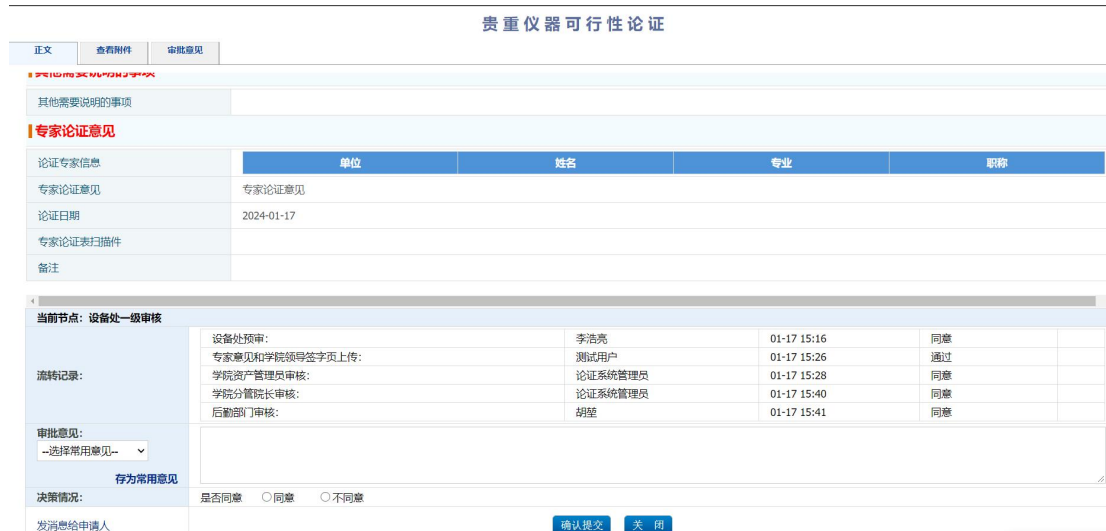 贵重仪器可行性论证
正文 查看附件 审批意见
其他需要说明的事项
其他需要说明的事项
专家论证意见
论证专家信息 单位 姓名 专业 职称
专家论证意见 专家论证意见
论证日期 2024-01-17
专家论证表扫描件
备注
当前节点：设备处一级审核
流转记录:
设备处预审: 李浩亮 01-17 15:16 同意
专家意见和学院领导签字页上传: 测试用户 01-17 15:26 通过
学院资产管理员审核: 论证系统管理员 01-17 15:28 同意
学院分管院长审核: 论证系统管理员 01-17 15:40 同意
后勤部门审核: 胡堃 01-17 15:41 同意
审批意见:
--选择常用意见--
存为常用意见
决策情况: 是否同意 同意 不同意
发消息给申请人 确认提交 关 闭